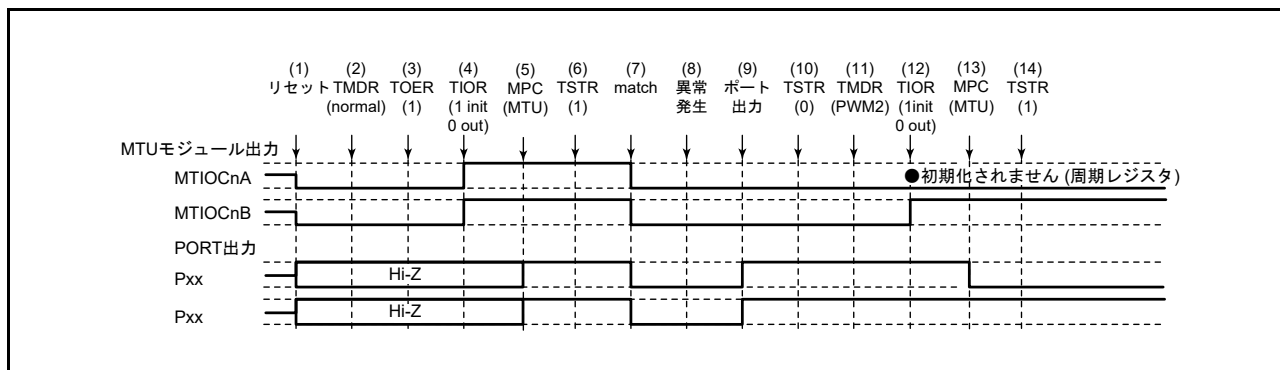 (1) (2) (3) (4) (5) (6) (7) (8) (9) (10) (11) (12) (13) (14)
リセット TMDR TOER TIOR MPC TSTR match 異常 ポート TSTR TMDR TIOR MPC TSTR
(normal) (1) (1 init (MTU) (1) 発生 出力 (0) (PWM2) (1init (MTU) (1)
0 out) 0 out)
MTUモジュール出力
MTIOCnA
●初期化されません (周期レジスタ)
MTIOCnB
PORT出力
Pxx
Hi-Z
Pxx
Hi-Z